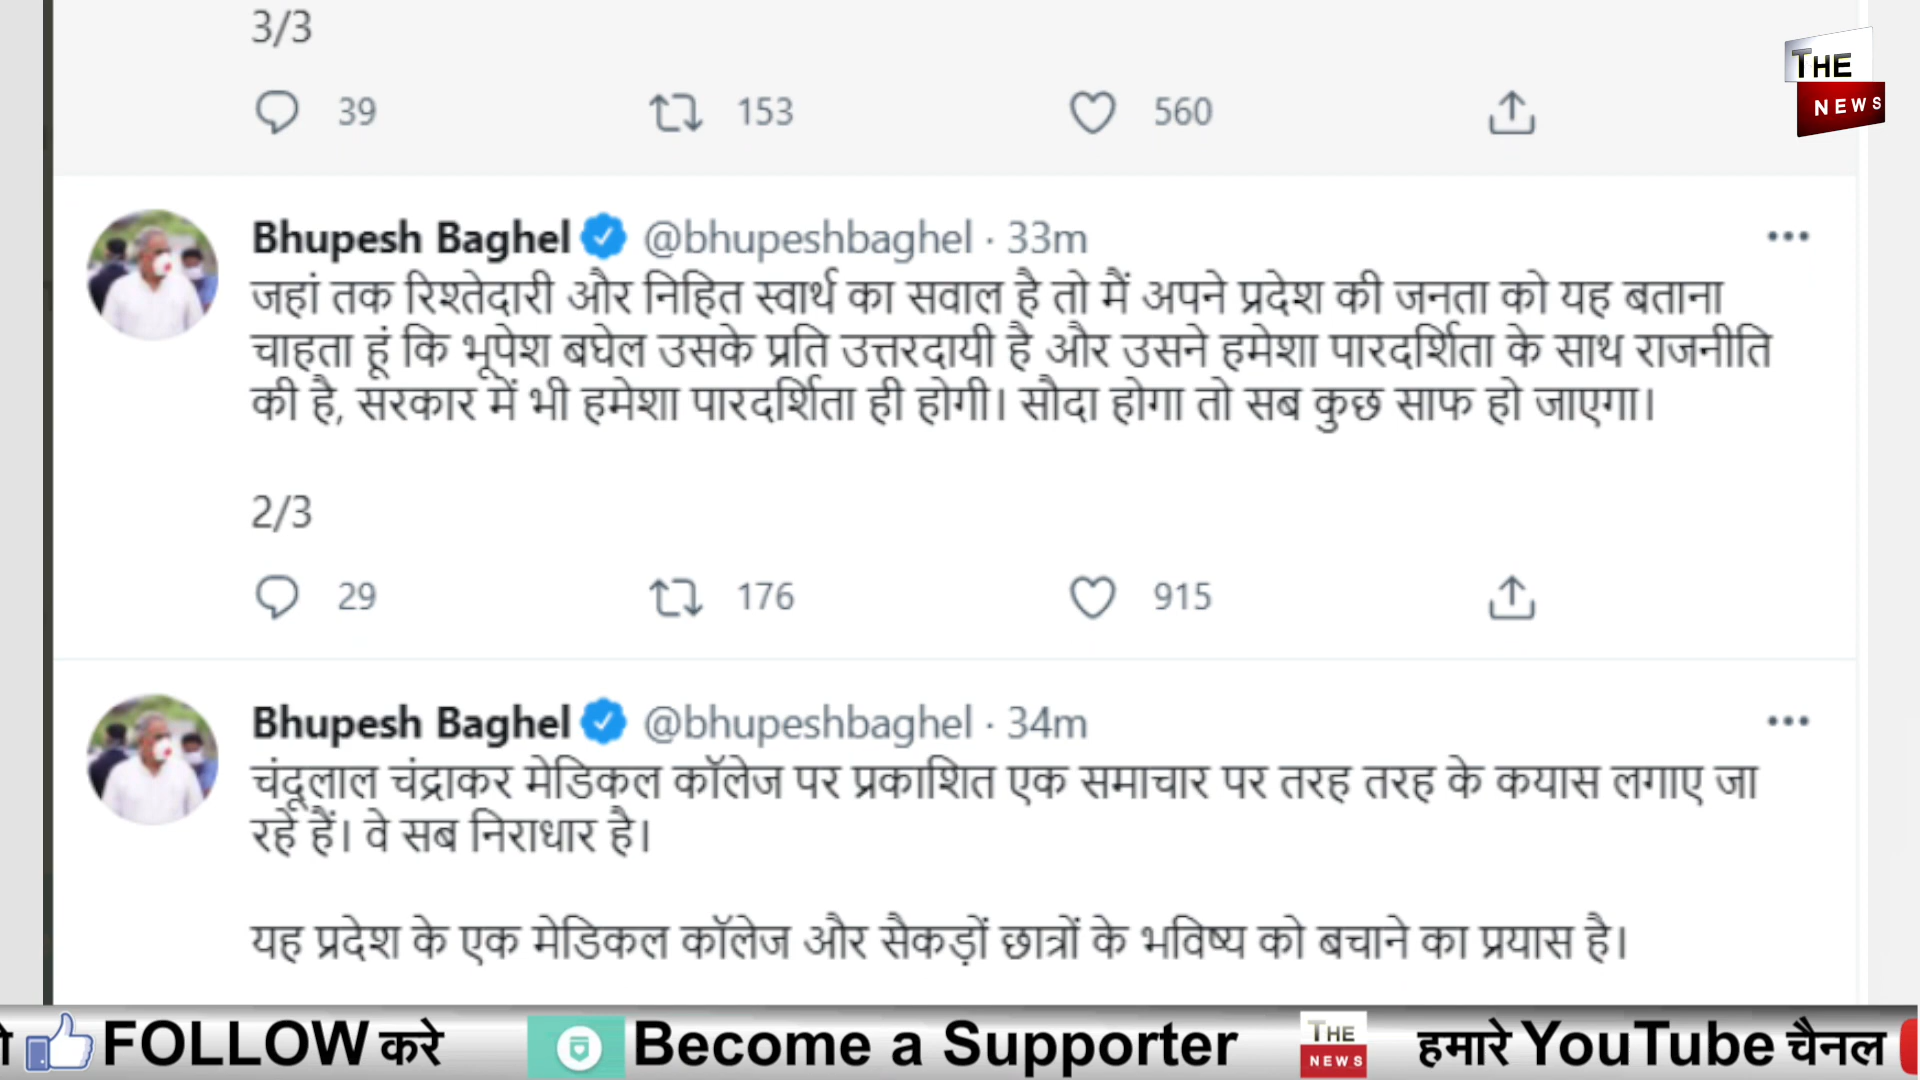 3/3
39 153 560
THE
NEWS
Bhupesh Baghel @bhupeshbaghel · 33m
जहां तक रिश्तेदारी और निहित स्वार्थ का सवाल है तो मैं अपने प्रदेश की जनता को यह बताना
चाहता हूं कि भूपेश बघेल उसके प्रति उत्तरदायी है और उसने हमेशा पारदर्शिता के साथ राजनीति
की है, सरकार में भी हमेशा पारदर्शिता ही होगी। सौदा होगा तो सब कुछ साफ हो जाएगा।
2/3
29 176 915
Bhupesh Baghel @bhupeshbaghel · 34m
चंदूलाल चंद्राकर मेडिकल कॉलेज पर प्रकाशित एक समाचार पर तरह तरह के कयास लगाए जा
रहे हैं। वे सब निराधार है।
यह प्रदेश के एक मेडिकल कॉलेज और सैकड़ों छात्रों के भविष्य को बचाने का प्रयास है।
FOLLOW करे Become a Supporter THE NEWS हमारे YouTube चैनल